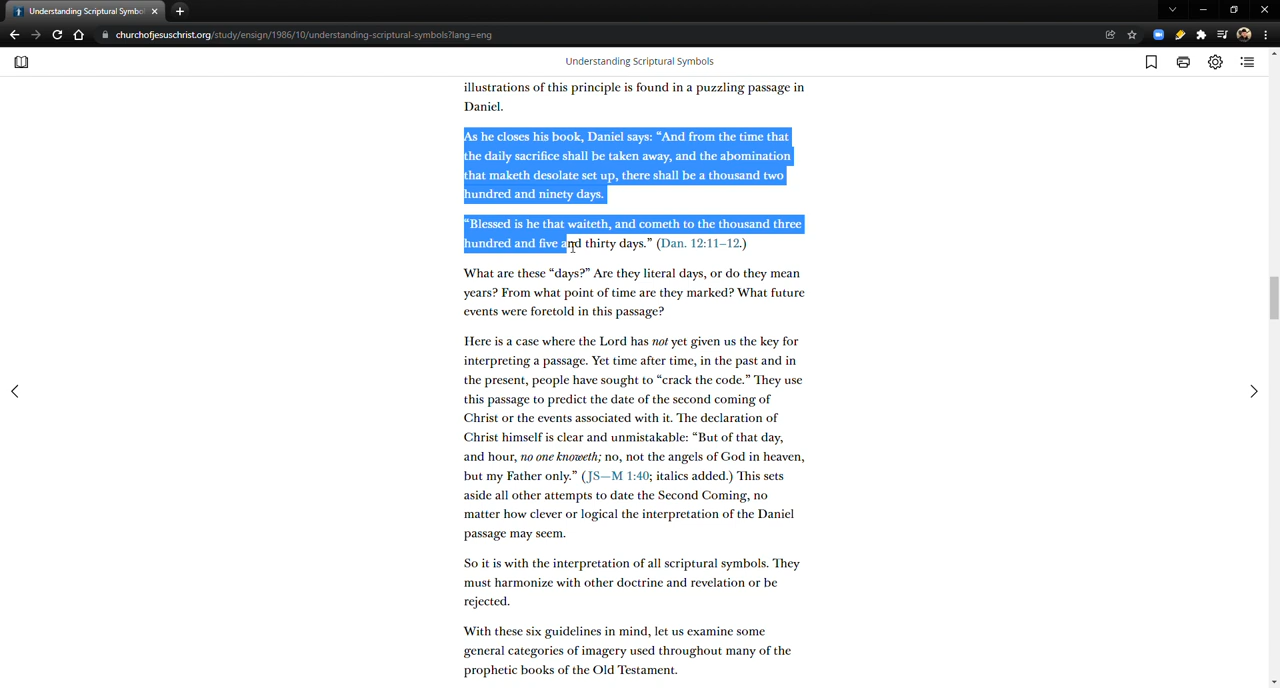 Understanding Scriptural Symbo
churchofjesuschrist.org/study/ensign/1986/10/understanding-scriptural-symbols?lang=eng
Understanding Scriptural Symbols
illustrations of this principle is found in a puzzling passage in
Daniel.
As he closes his book, Daniel says: “And from the time that
the daily sacrifice shall be taken away, and the abomination
that maketh desolate set up, there shall be a thousand two
hundred and ninety days.
“Blessed is he that waiteth, and cometh to the thousand three
hundred and five and thirty days.” (Dan. 12:11–12.)
What are these “days?” Are they literal days, or do they mean
years? From what point of time are they marked? What future
events were foretold in this passage?
Here is a case where the Lord has not yet given us the key for
interpreting a passage. Yet time after time, in the past and in
the present, people have sought to “crack the code.” They use
this passage to predict the date of the second coming of
Christ or the events associated with it. The declaration of
Christ himself is clear and unmistakable: “But of that day,
and hour, no one knoweth; no, not the angels of God in heaven,
but my Father only.” (JS—M 1:40; italics added.) This sets
aside all other attempts to date the Second Coming, no
matter how clever or logical the interpretation of the Daniel
passage may seem.
So it is with the interpretation of all scriptural symbols. They
must harmonize with other doctrine and revelation or be
rejected.
With these six guidelines in mind, let us examine some
general categories of imagery used throughout many of the
prophetic books of the Old Testament.